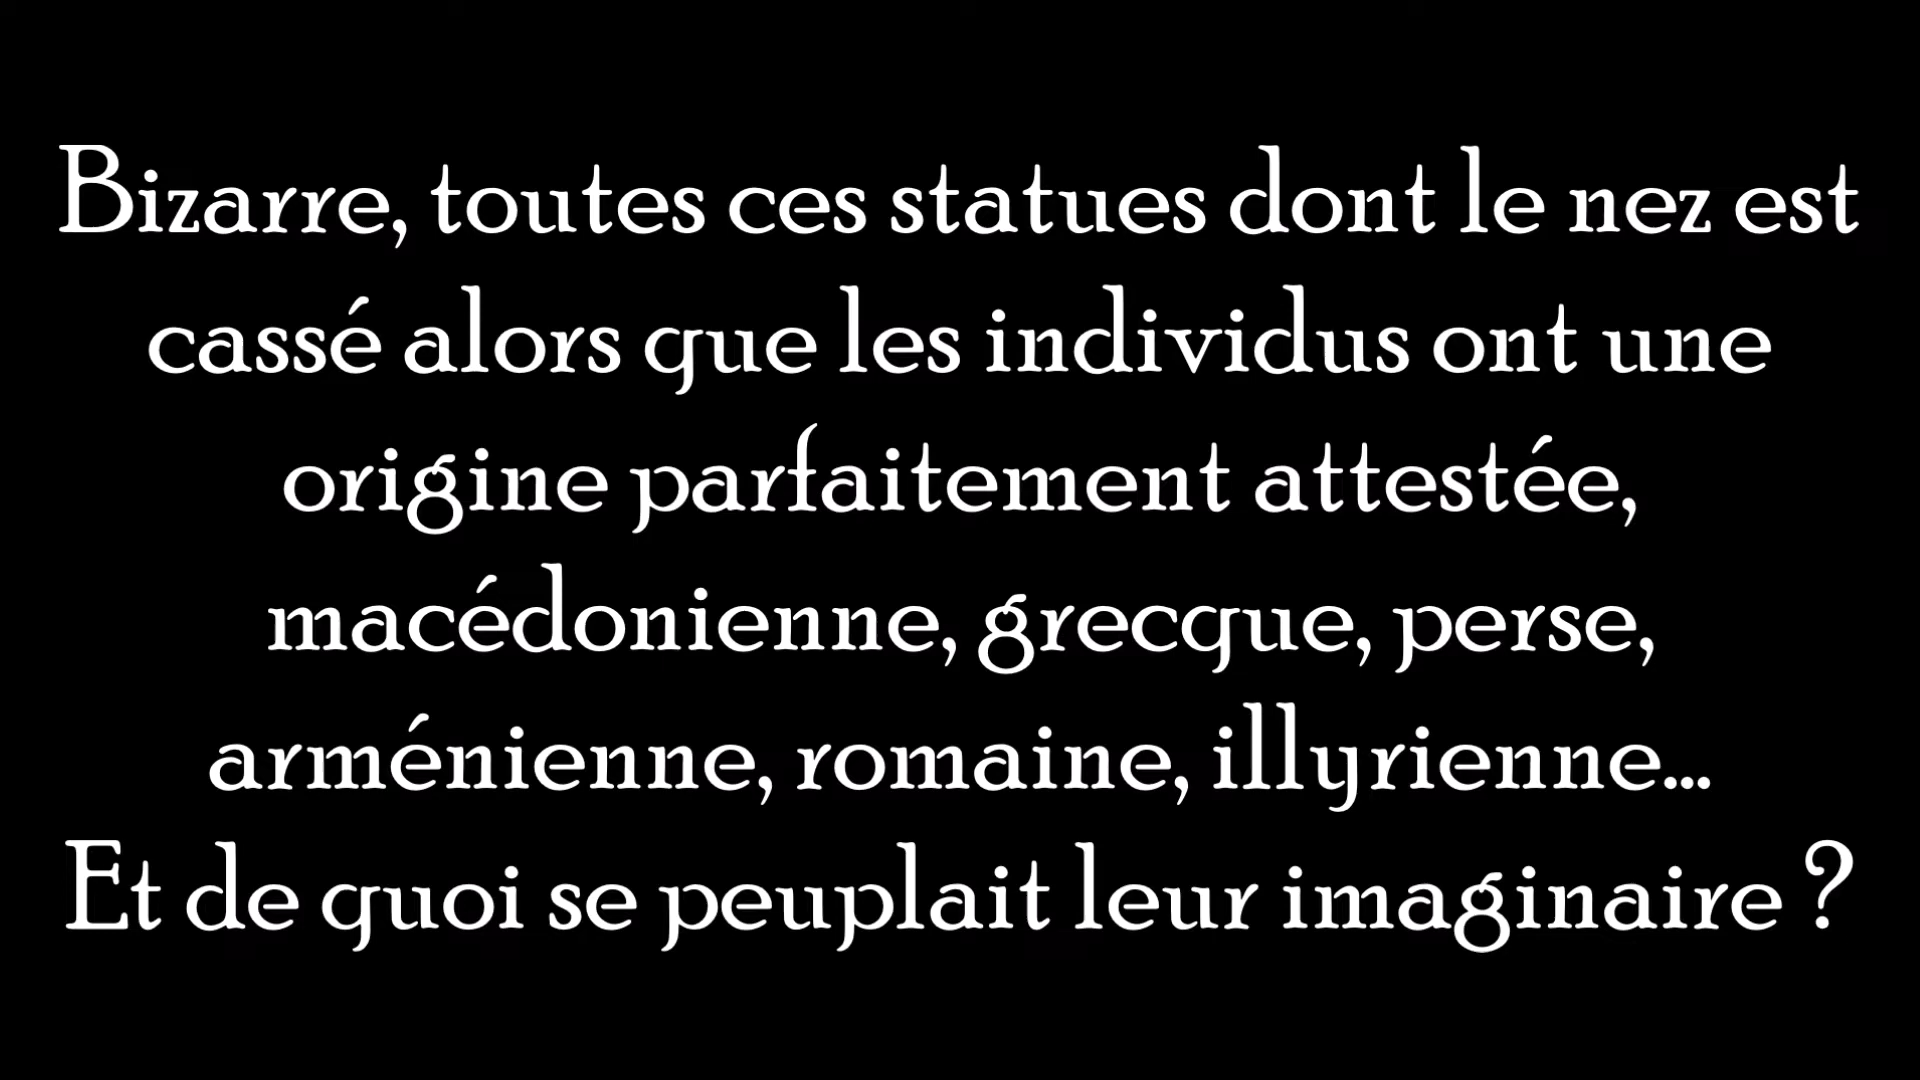 Bizarre, toutes ces statues dont le nez est
cassé alors que les individus ont une
origine parfaitement attestée,
macédonienne, grecque, perse,
arménienne, romaine, illyrienne...
Et de quoi se peuplait leur imaginaire ?